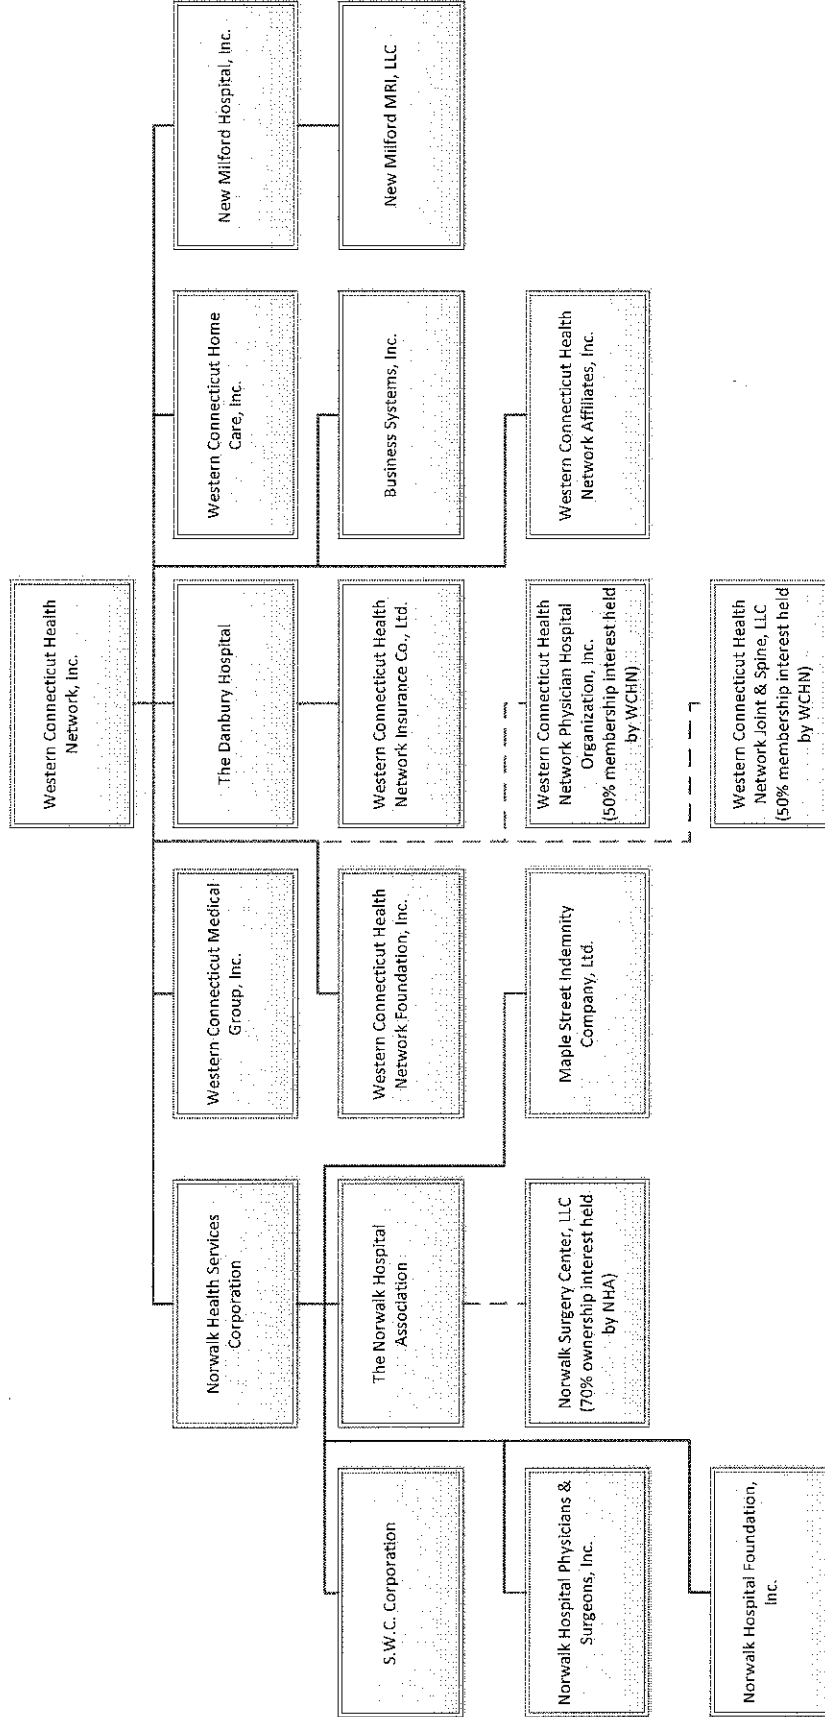 Western Connecticut Health
Network, Inc.
Norwalk Health Services
Corporation
Western Connecticut Medical
Group, Inc.
The Danbury Hospital
Western Connecticut Home
Care, Inc.
New Milford Hospital, Inc.
S.W.C. Corporation
The Norwalk Hospital
Association
Western Connecticut Health
Network Foundation, Inc.
Western Connecticut Health
Network Insurance Co., Ltd.
Business Systems, Inc.
New Milford MRI, LLC
Norwalk Hospital Physicians &
Surgeons, Inc.
Norwalk Surgery Center, LLC
(70% ownership interest held
by NHA)
Maple Street Indemnity
Company, Ltd.
Western Connecticut Health
Network Physician Hospital
Organization, Inc.
(50% membership interest held
by WCHN)
Western Connecticut Health
Network Affiliates, Inc.
Norwalk Hospital Foundation,
Inc.
Western Connecticut Health
Network Joint & Spine, LLC
(50% membership interest held
by WCHN)